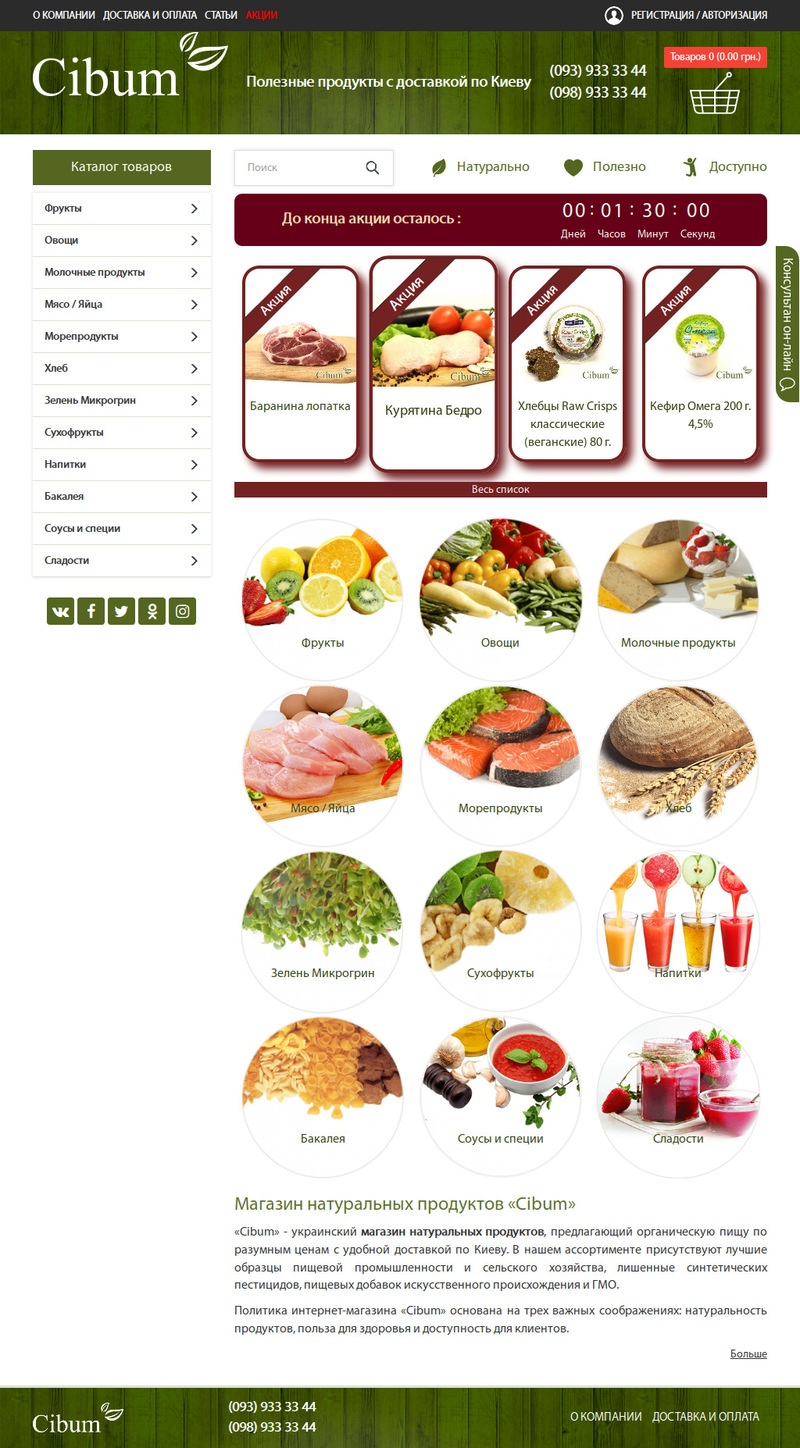 О КОМПАНИИ ДОСТАВКА И ОПЛАТА СТАТЬИ АКЦИИ
РЕГИСТРАЦИЯ / АВТОРИЗАЦИЯ
Cibum
Полезные продукты с доставкой по Киеву
(093) 933 33 44
(098) 933 33 44
Товаров 0 (0.00 грн.)
Каталог товаров
Фрукты
Овощи
Молочные продукты
Мясо / Яйца
Морепродукты
Хлеб
Зелень Микрогрин
Сухофрукты
Напитки
Бакалея
Соусы и специи
Сладости
Поиск
Натурально
Полезно
Доступно
До конца акции осталось :
00 : 01 : 30 : 00
Дней Часов Минут Секунд
Консультан он-лайн
Акция
Cibum
Баранина лопатка
Акция
Cibum
Курятина Бедро
Акция
Raw Crisps
Cibum
Хлебцы Raw Crisps
классические
(веганские) 80 г.
Акция
Cibum
Кефир Омега 200 г.
4,5%
Весь список
Фрукты
Овощи
Молочные продукты
Мясо / Яйца
Морепродукты
Хлеб
Зелень Микрогрин
Сухофрукты
Напитки
Бакалея
Соусы и специи
Сладости
Магазин натуральных продуктов «Cibum»
«Cibum» - украинский магазин натуральных продуктов, предлагающий органическую пищу по
разумным ценам с удобной доставкой по Киеву. В нашем ассортименте присутствуют лучшие
образцы пищевой промышленности и сельского хозяйства, лишенные синтетических
пестицидов, пищевых добавок искусственного происхождения и ГМО.
Политика интернет-магазина «Cibum» основана на трех важных соображениях: натуральность
продуктов, польза для здоровья и доступность для клиентов.
Больше
Cibum
(093) 933 33 44
(098) 933 33 44
О КОМПАНИИ ДОСТАВКА И ОПЛАТА